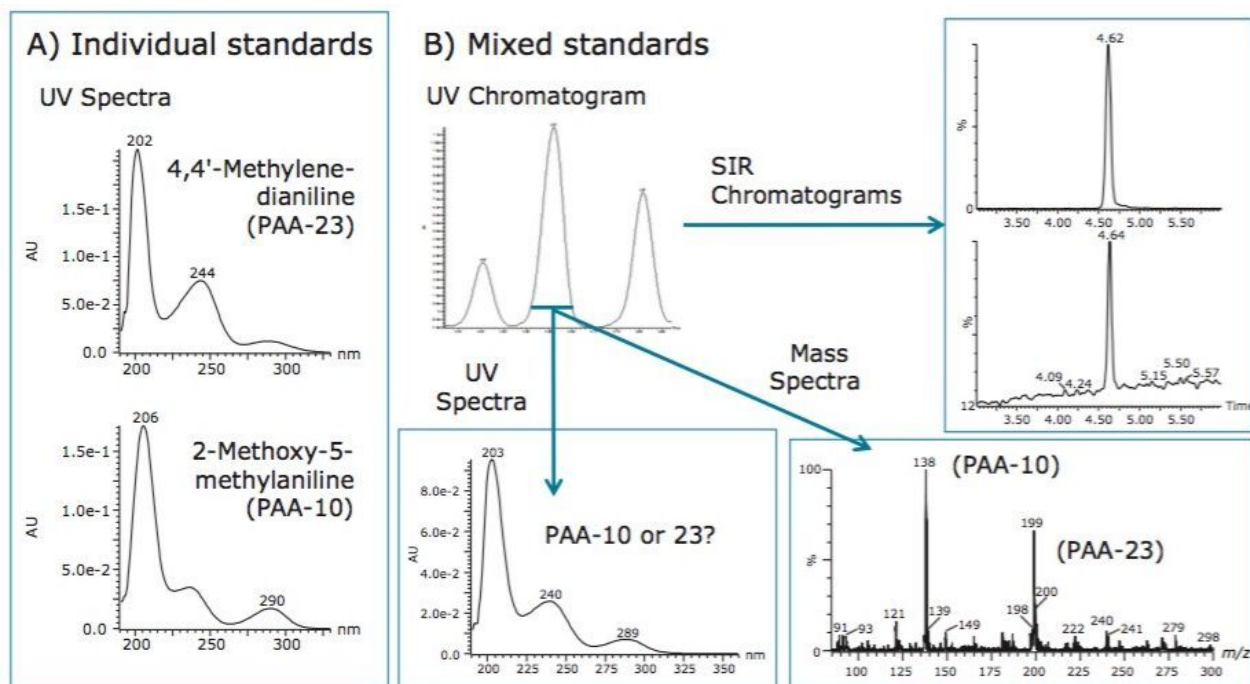 A) Individual standards
UV Spectra
202
4,4'-Methylene-
dianiline
(PAA-23)
244
AU
1.5e-1
1.0e-1
5.0e-2
0.0
200
250
300
nm
206
2-Methoxy-5-
methylaniline
(PAA-10)
290
AU
1.5e-1
1.0e-1
5.0e-2
0.0
200
250
300
nm
B) Mixed standards
UV Chromatogram
SIR
Chromatograms
UV
Spectra
Mass
Spectra
4.62
%
0
3.50
4.00
4.50
5.00
5.50
4.64
%
4.09
4.24
5.15
5.50
5.57
12
Time
3.50
4.00
4.50
5.00
5.50
203
PAA-10 or 23?
240
289
AU
8.0e-2
6.0e-2
4.0e-2
2.0e-2
0.0
200
225
250
275
300
325
350
nm
100
%
0
138
(PAA-10)
199
(PAA-23)
200
121
139
149
198
91
93
222
240
241
279
298
100
125
150
175
200
225
250
275
300
m/z